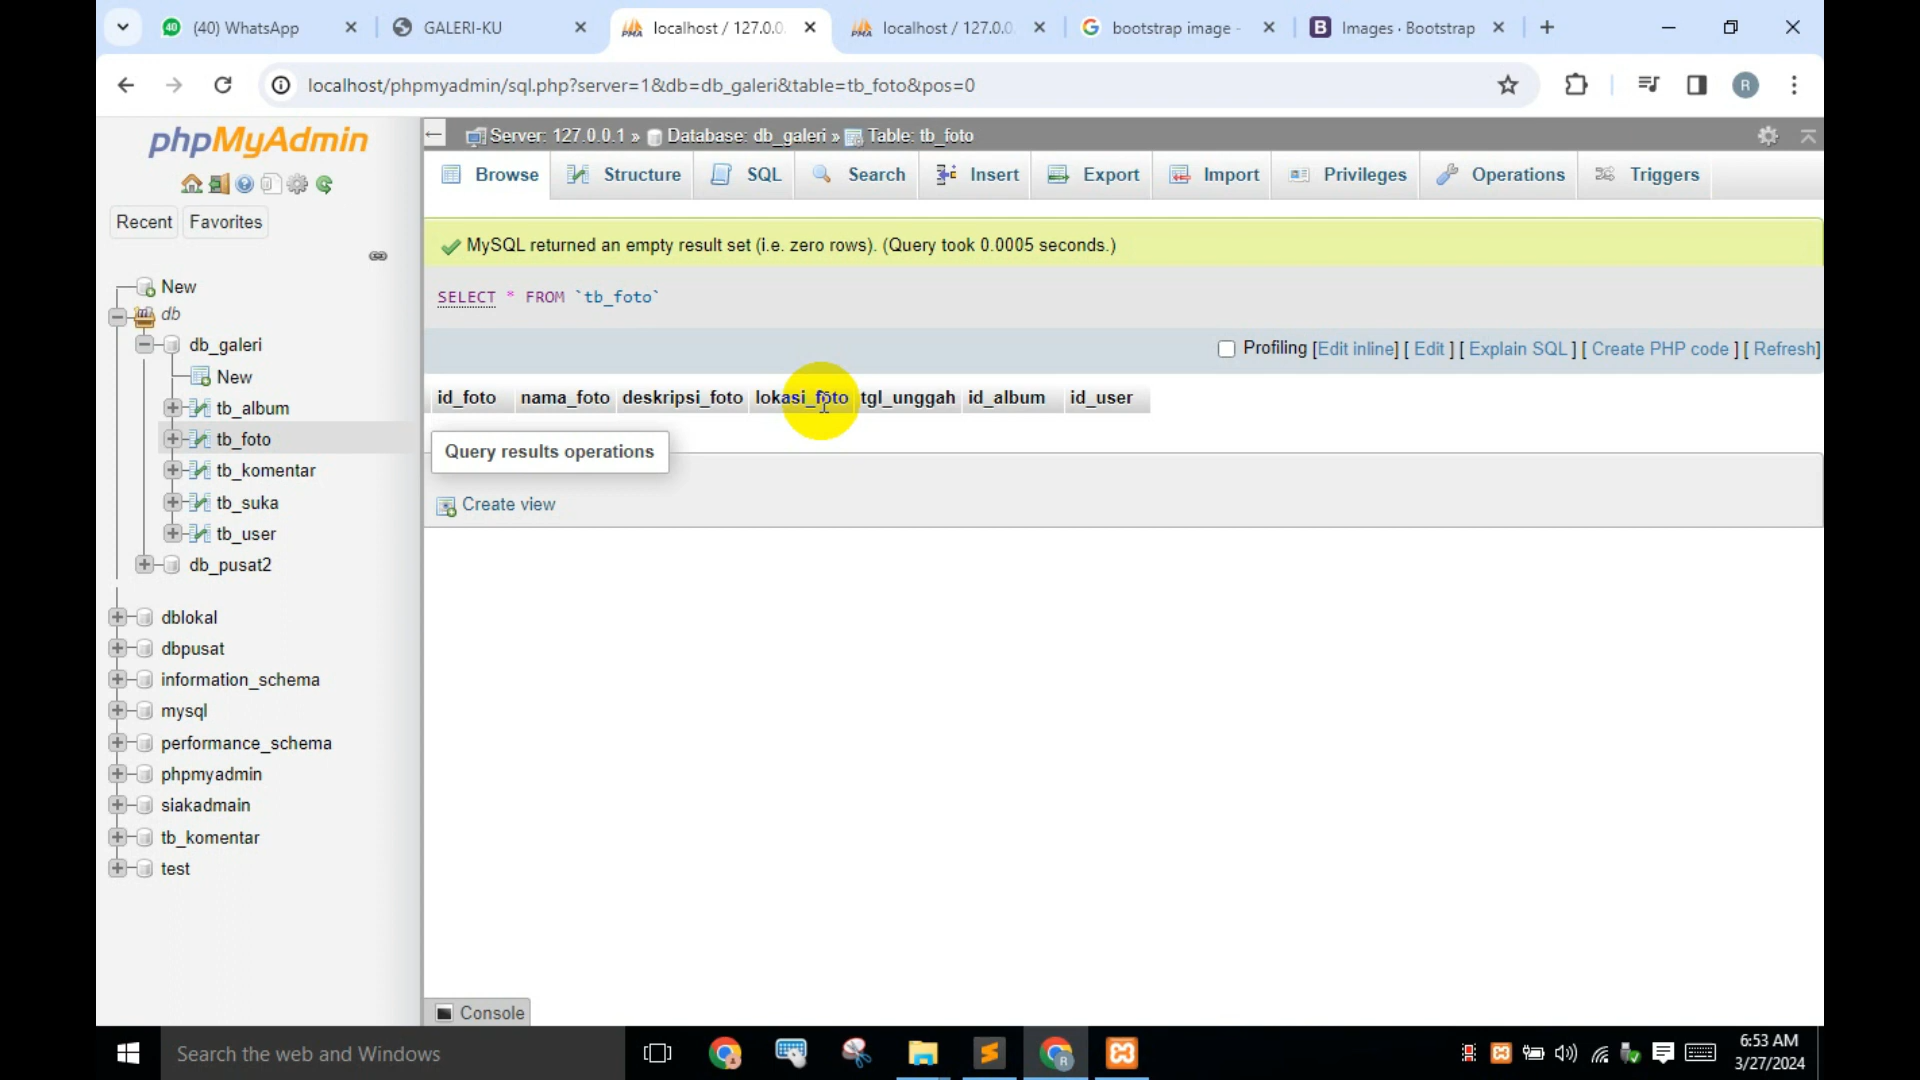 (40) WhatsApp
GALERI-KU
localhost / 127.0.0.
localhost / 127.0.0.
bootstrap image -
Images · Bootstrap
localhost/phpmyadmin/sql.php?server=1&db=db_galeri&table=tb_foto&pos=0
R
phpMyAdmin
Recent
Favorites
New
db
db_galeri
New
tb_album
tb_foto
tb_komentar
tb_suka
tb_user
db_pusat2
dblokal
dbpusat
information_schema
mysql
performance_schema
phpmyadmin
siakadmain
tb_komentar
test
Server: 127.0.0.1 » Database: db_galeri » Table: tb_foto
Browse
Structure
SQL
Search
Insert
Export
Import
Privileges
Operations
Triggers
MySQL returned an empty result set (i.e. zero rows). (Query took 0.0005 seconds.)
SELECT * FROM `tb_foto`
Profiling [Edit inline] [ Edit ] [ Explain SQL ] [ Create PHP code ] [ Refresh]
id_foto nama_foto deskripsi_foto lokasi_foto tgl_unggah id_album id_user
Query results operations
Create view
Console
Search the web and Windows
6:53 AM
3/27/2024